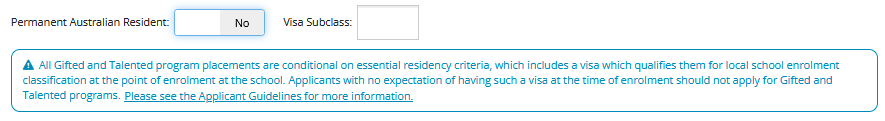 Permanent Australian Resident: No Visa Subclass:
All Gifted and Talented program placements are conditional on essential residency criteria, which includes a visa which qualifies them for local school enrolment
classification at the point of enrolment at the school. Applicants with no expectation of having such a visa at the time of enrolment should not apply for Gifted and
Talented programs. Please see the Applicant Guidelines for more information.